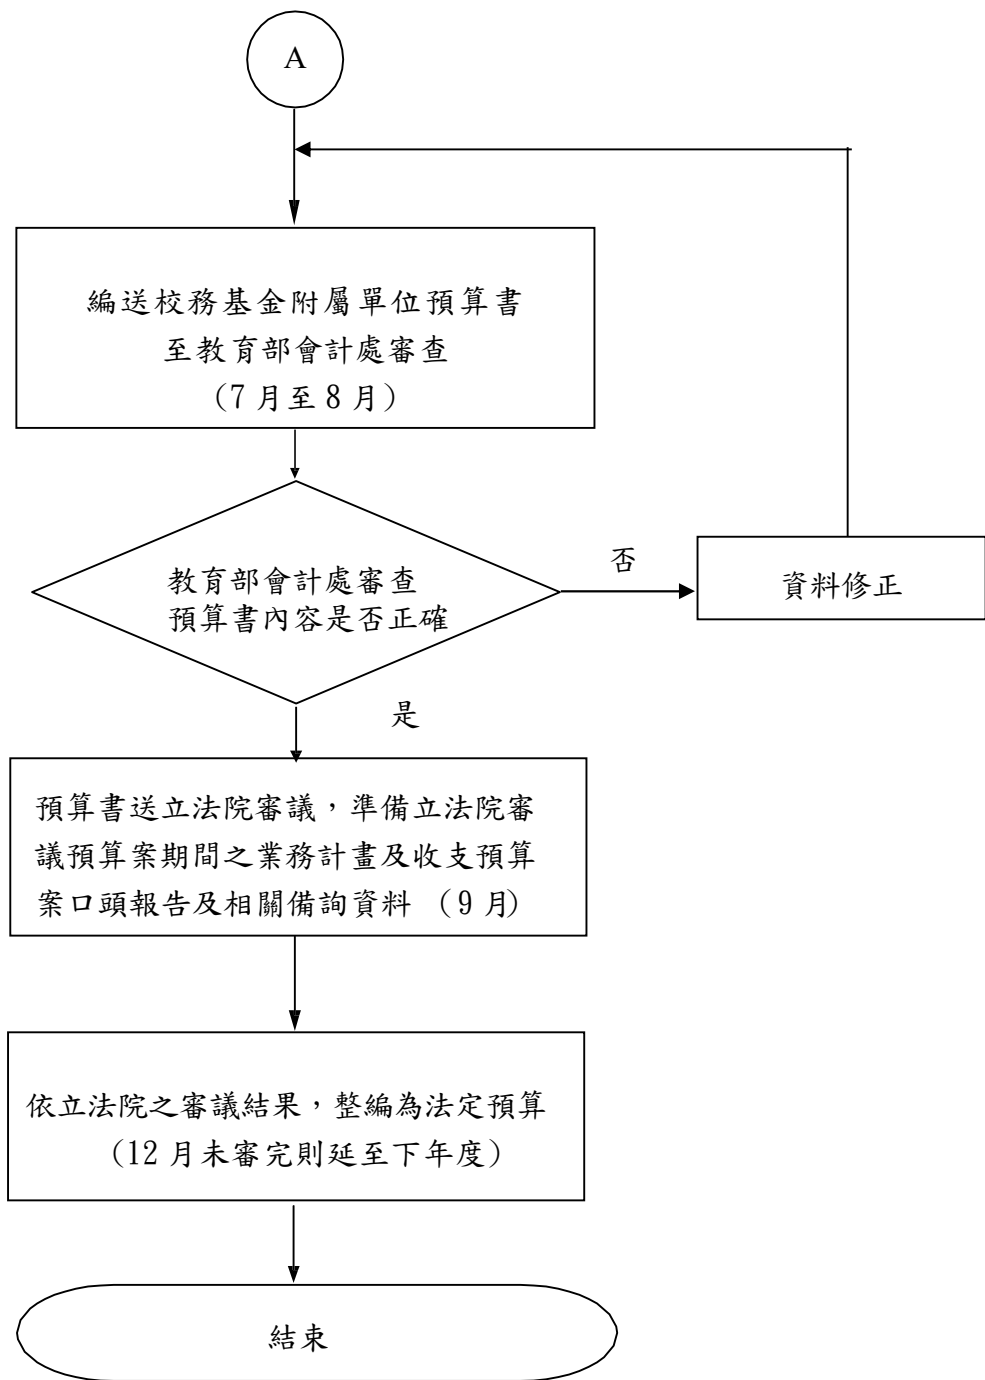 A
編送校務基金附屬單位預算書
至教育部會計處審查
（7月至8月）
教育部會計處審查
預算書內容是否正確
否
資料修正
是
預算書送立法院審議，準備立法院審
議預算案期間之業務計畫及收支預算
案口頭報告及相關備詢資料 （9月）
依立法院之審議結果，整編為法定預算
（12月未審完則延至下年度）
結束